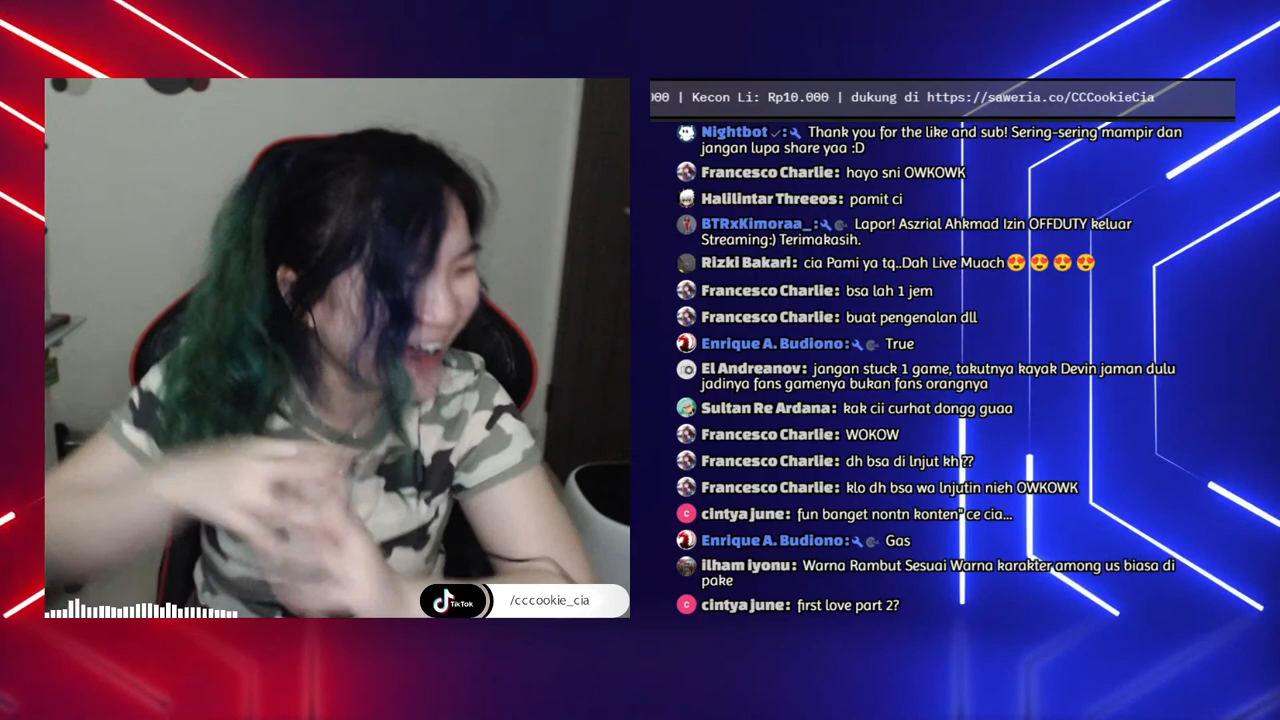 000 | Kecon Li: Rp10.000 | dukung di https://saweria.co/CCCookieCia
Nightbot : Thank you for the like and sub! Sering-sering mampir dan
jangan lupa share yaa :D
Francesco Charlie: hayo sni OWKOWK
Halilintar Threeos: pamit ci
BTRxKimoraa_: Lapor! Aszrial Ahkmad Izin OFFDUTY keluar
Streaming:) Terimakasih.
Rizki Bakari: cia Pami ya tq..Dah Live Muach😍😍😍😍
Francesco Charlie: bsa lah 1 jem
Francesco Charlie: buat pengenalan dll
Enrique A. Budiono: True
El Andreanov: jangan stuck 1 game, takutnya kayak Devin jaman dulu
jadinya fans gamenya bukan fans orangnya
Sultan Re Ardana: kak cii curhat dongg guaa
Francesco Charlie: WOKOW
Francesco Charlie: dh bsa di lnjut kh ??
Francesco Charlie: klo dh bsa wa lnjutin nieh OWKOWK
C cintya june: fun banget nontn konten" ce cia...
Enrique A. Budiono: Gas
ilham iyonu: Warna Rambut Sesuai Warna karakter among us biasa di
pake
C cintya june: first love part 2?
TikTok /cccookie_cia